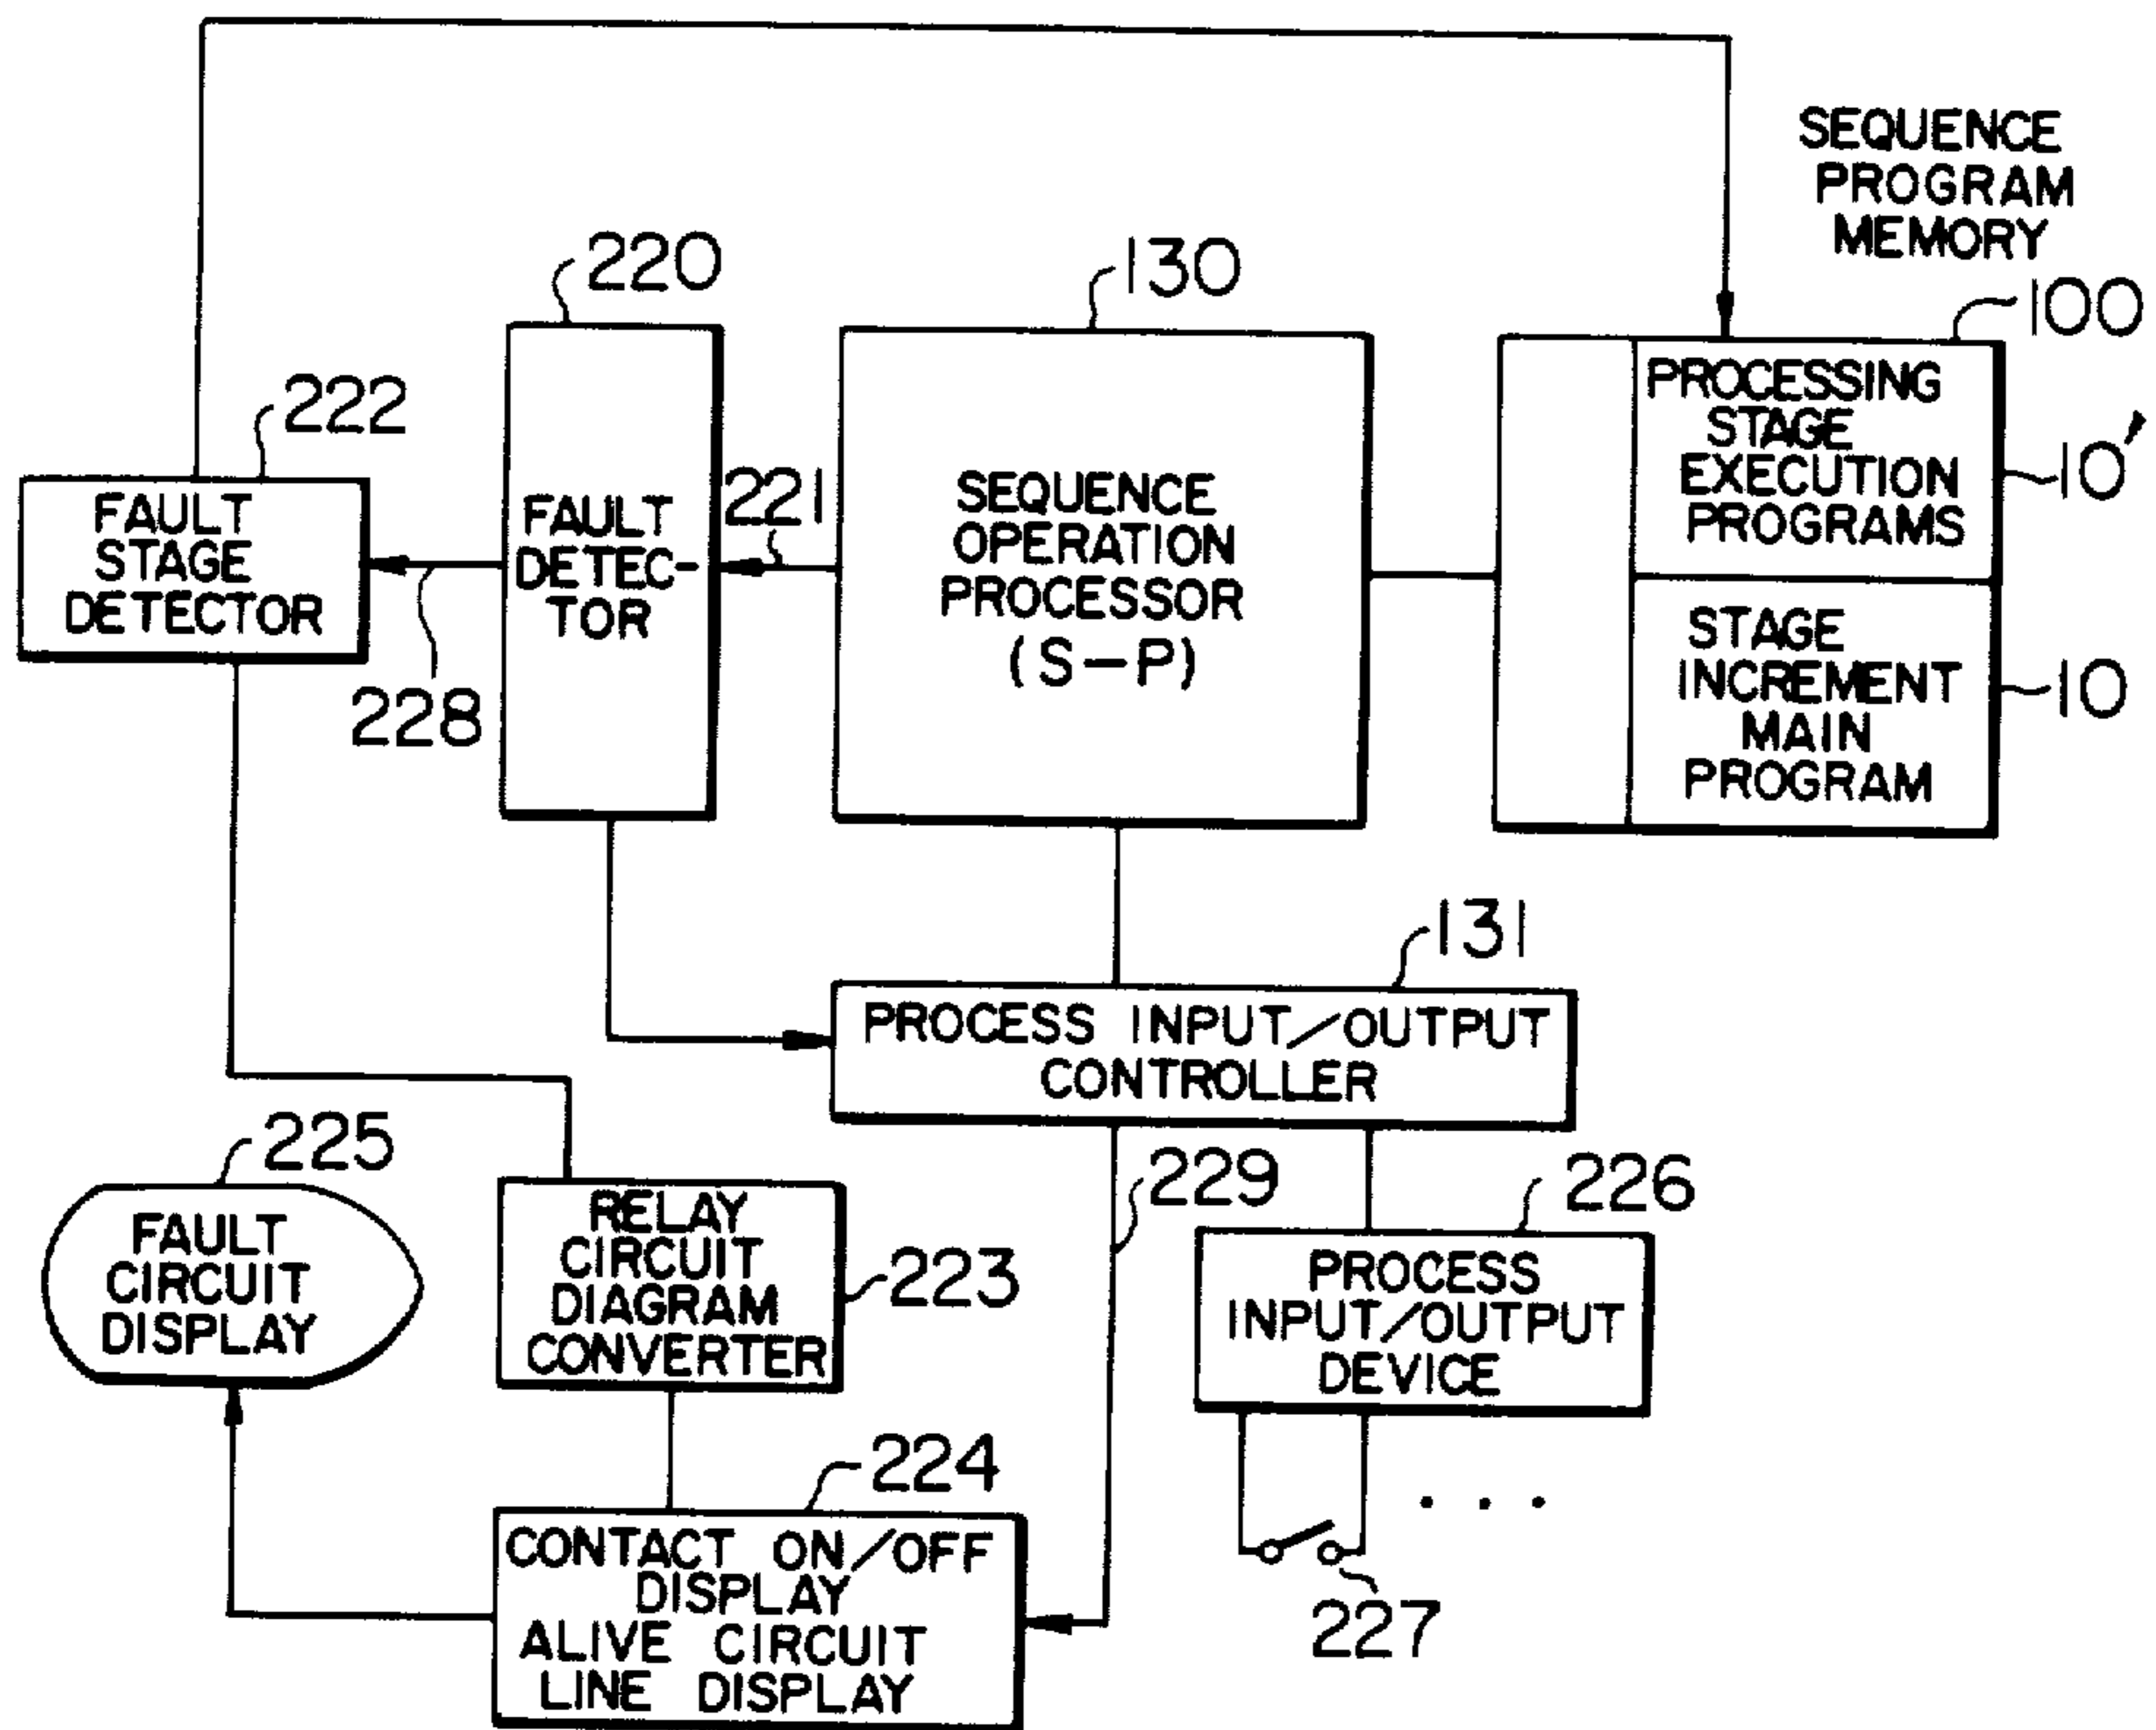 SEQUENCE
PROGRAM
MEMORY
220
130
100
222
221
PROCESSING
STAGE
EXECUTION
PROGRAMS
10'
FAULT
STAGE
DETECTOR
FAULT
DETEC-
TOR
SEQUENCE
OPERATION
PROCESSOR
(S-P)
228
STAGE
INCREMENT
MAIN
PROGRAM
10
131
PROCESS INPUT/OUTPUT
CONTROLLER
225
229
226
FAULT
CIRCUIT
DISPLAY
RELAY
CIRCUIT
DIAGRAM
CONVERTER
223
PROCESS
INPUT/OUTPUT
DEVICE
224
CONTACT ON/OFF
DISPLAY
ALIVE CIRCUIT
LINE DISPLAY
227
. . .